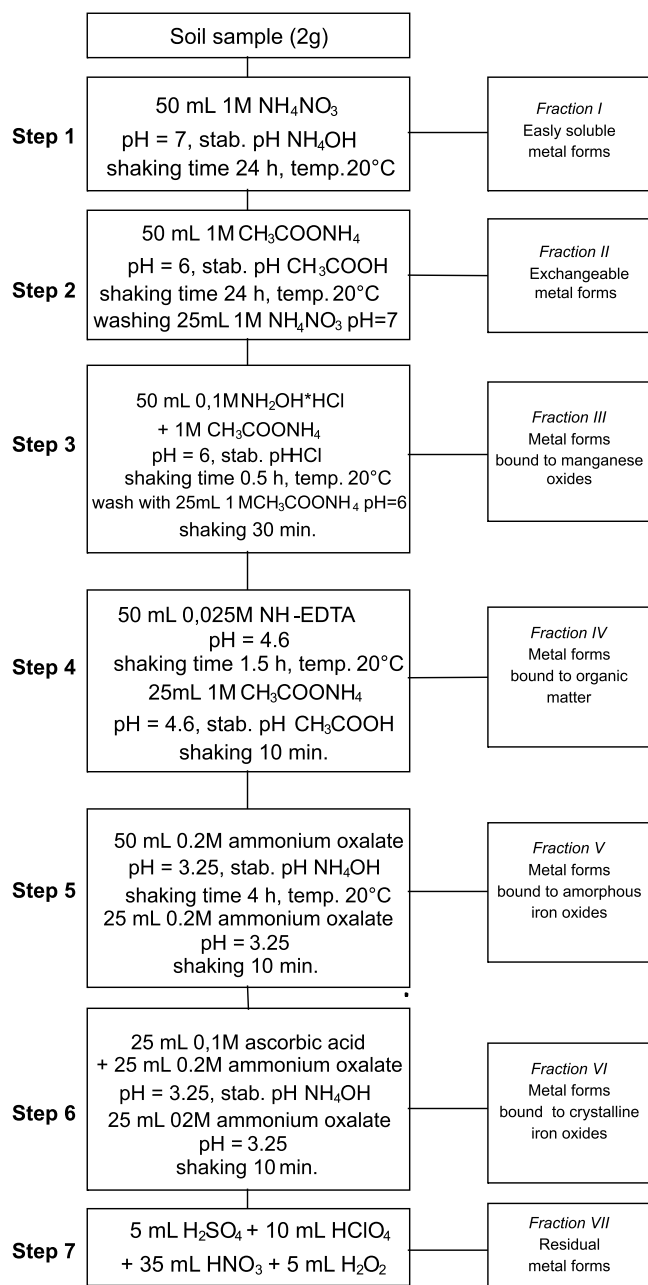 Soil sample (2g)
Step 1
50 mL 1M NH₄NO₃
pH = 7, stab. pH NH₄OH
shaking time 24 h, temp.20°C
Fraction I
Easly soluble
metal forms
Step 2
50 mL 1M CH₃COONH₄
pH = 6, stab. pH CH₃COOH
shaking time 24 h, temp. 20°C
washing 25mL 1M NH₄NO₃ pH=7
Fraction II
Exchangeable
metal forms
Step 3
50 mL 0,1MNH₂OH*HCl
+ 1M CH₃COONH₄
pH = 6, stab. pHHCl
shaking time 0.5 h, temp. 20°C
wash with 25mL 1 MCH₃COONH₄ pH=6
shaking 30 min.
Fraction III
Metal forms
bound to manganese
oxides
Step 4
50 mL 0,025M NH -EDTA
pH = 4.6
shaking time 1.5 h, temp. 20°C
25mL 1M CH₃COONH₄
pH = 4.6, stab. pH CH₃COOH
shaking 10 min.
Fraction IV
Metal forms
bound to organic
matter
Step 5
50 mL 0.2M ammonium oxalate
pH = 3.25, stab. pH NH₄OH
shaking time 4 h, temp. 20°C
25 mL 0.2M ammonium oxalate
pH = 3.25
shaking 10 min.
Fraction V
Metal forms
bound to amorphous
iron oxides
Step 6
25 mL 0,1M ascorbic acid
+ 25 mL 0.2M ammonium oxalate
pH = 3.25, stab. pH NH₄OH
25 mL 02M ammonium oxalate
pH = 3.25
shaking 10 min.
Fraction VI
Metal forms
bound to crystalline
iron oxides
Step 7
5 mL H₂SO₄ + 10 mL HClO₄
+ 35 mL HNO₃ + 5 mL H₂O₂
Fraction VII
Residual
metal forms